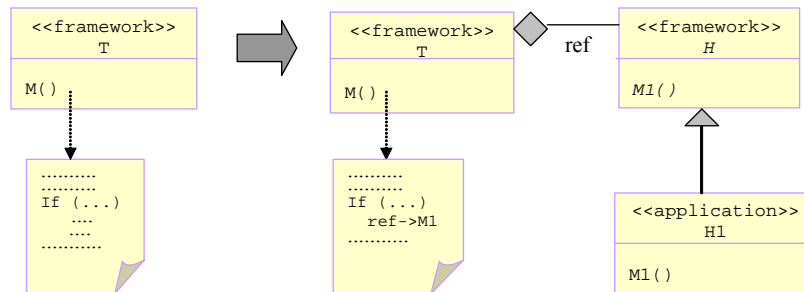 <<framework>>
T
M()
..........
..........
If (...)
....
....
...........
<<framework>>
T
M()
..........
..........
If (...)
ref->M1
...........
ref
<<framework>>
H
M1()
<<application>>
H1
M1()